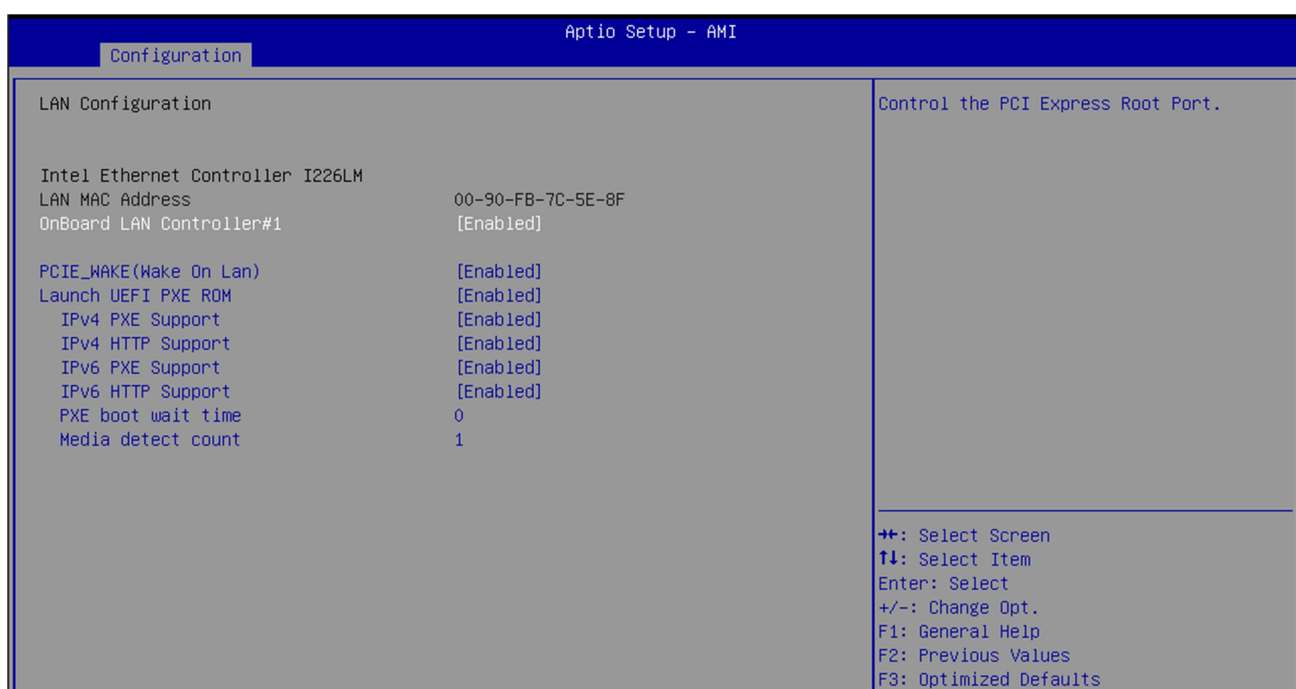 Aptio Setup – AMI
Configuration
LAN Configuration
Intel Ethernet Controller I226LM
LAN MAC Address 00-90-FB-7C-5E-8F
OnBoard LAN Controller#1 [Enabled]
PCIE_WAKE(Wake On Lan) [Enabled]
Launch UEFI PXE ROM [Enabled]
IPv4 PXE Support [Enabled]
IPv4 HTTP Support [Enabled]
IPv6 PXE Support [Enabled]
IPv6 HTTP Support [Enabled]
PXE boot wait time 0
Media detect count 1
Control the PCI Express Root Port.
→←: Select Screen
↑↓: Select Item
Enter: Select
+/-: Change Opt.
F1: General Help
F2: Previous Values
F3: Optimized Defaults